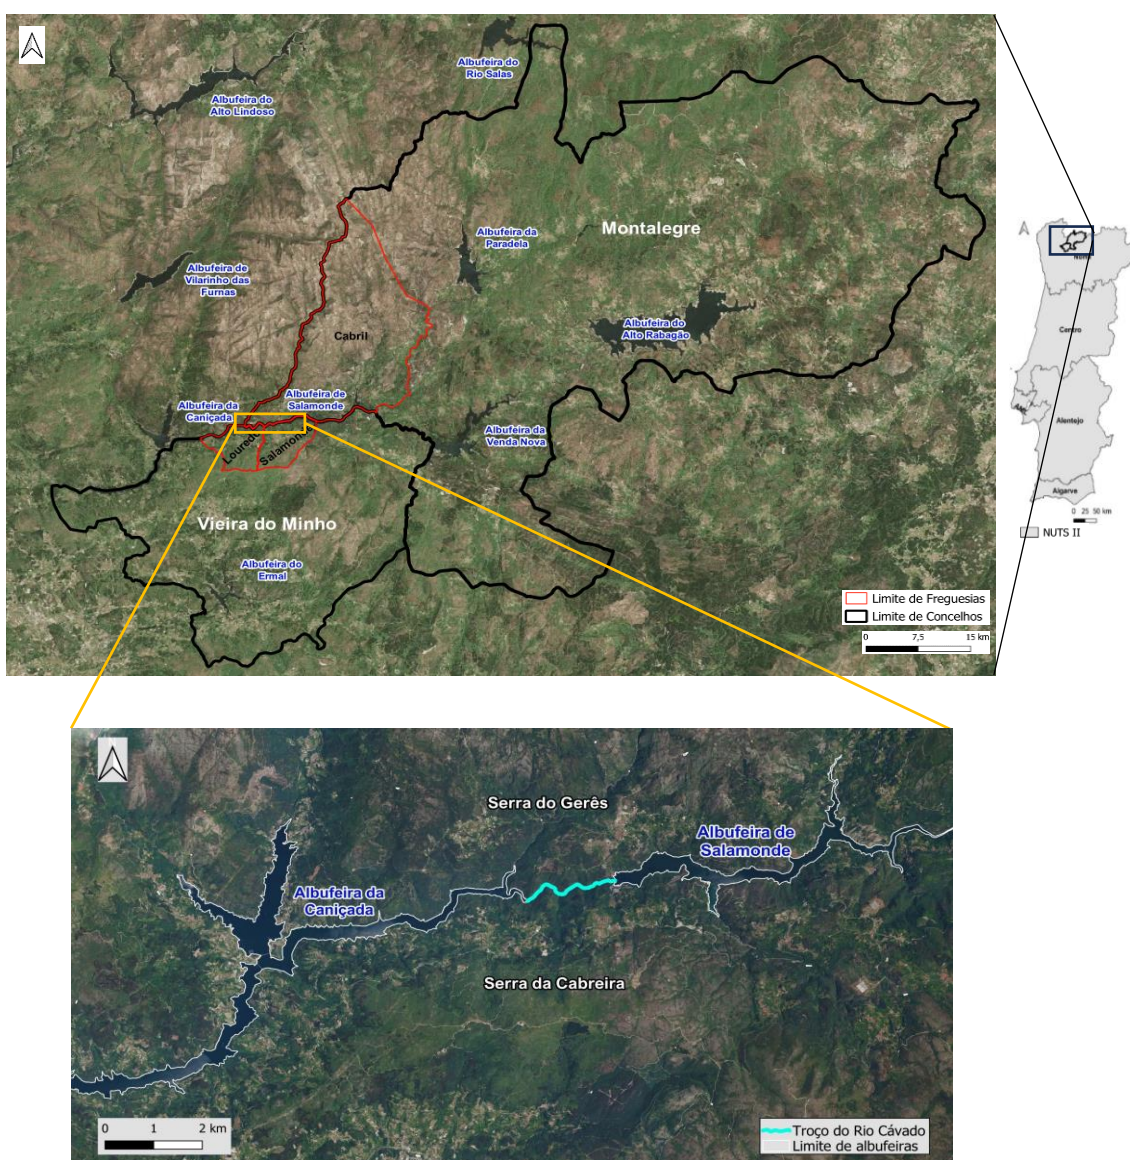 Albufeira do
Rio Salas
Albufeira do
Alto Lindoso
Montalegre
Albufeira da
Paradela
Albufeira de
Vilarinho das
Furnas
Albufeira do
Alto Rabagão
Cabril
Albufeira de
Salamonde
Albufeira da
Caniçada
Albufeira da
Venda Nova
Vieira do Minho
Albufeira do
Ermal
Limite de Freguesias
Limite de Concelhos
0 7,5 15 km
Centro
Alentejo
Algarve
0 25 50 km
NUTS II
Serra do Gerês
Albufeira de
Salamonde
Albufeira da
Caniçada
Serra da Cabreira
0 1 2 km
Troço do Rio Cávado
Limite de albufeiras